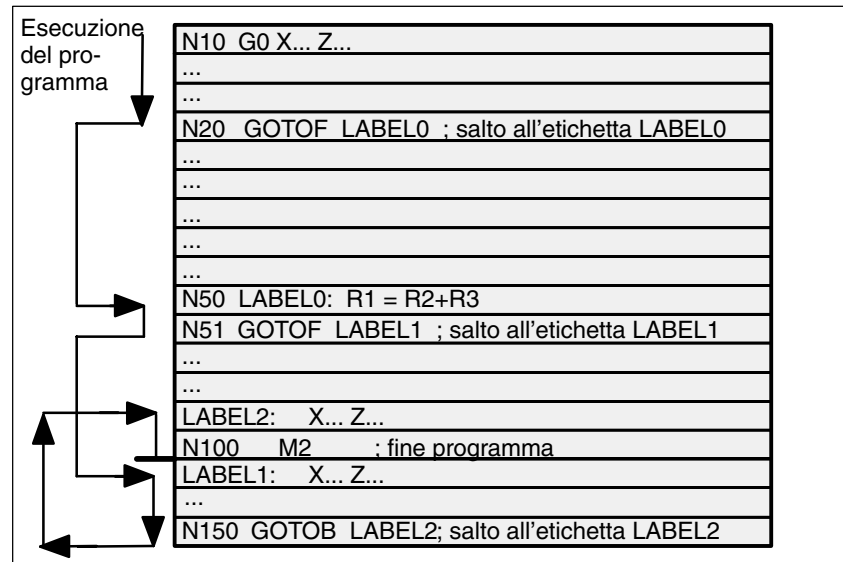 Esecuzione
del pro-
gramma
N10 G0 X... Z...
...
...
N20 GOTOF LABEL0 ; salto all'etichetta LABEL0
...
...
...
...
...
N50 LABEL0: R1 = R2+R3
N51 GOTOF LABEL1 ; salto all'etichetta LABEL1
...
...
LABEL2: X... Z...
N100 M2 ; fine programma
LABEL1: X... Z...
...
N150 GOTOB LABEL2; salto all'etichetta LABEL2